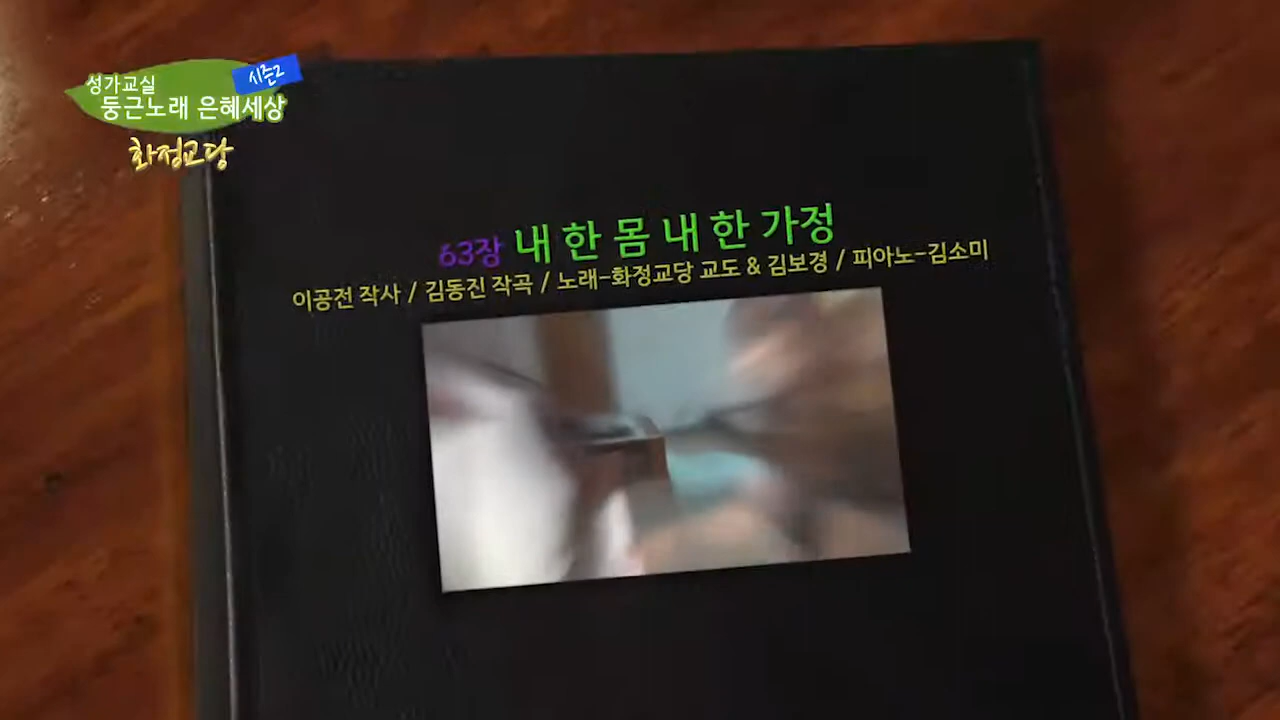 성가교실 시즌2
둥근노래 은혜세상
화정교당
63장 내 한 몸 내 한 가정
이공전 작사 / 김동진 작곡 / 노래-화정교당 교도 & 김보경 / 피아노-김소미